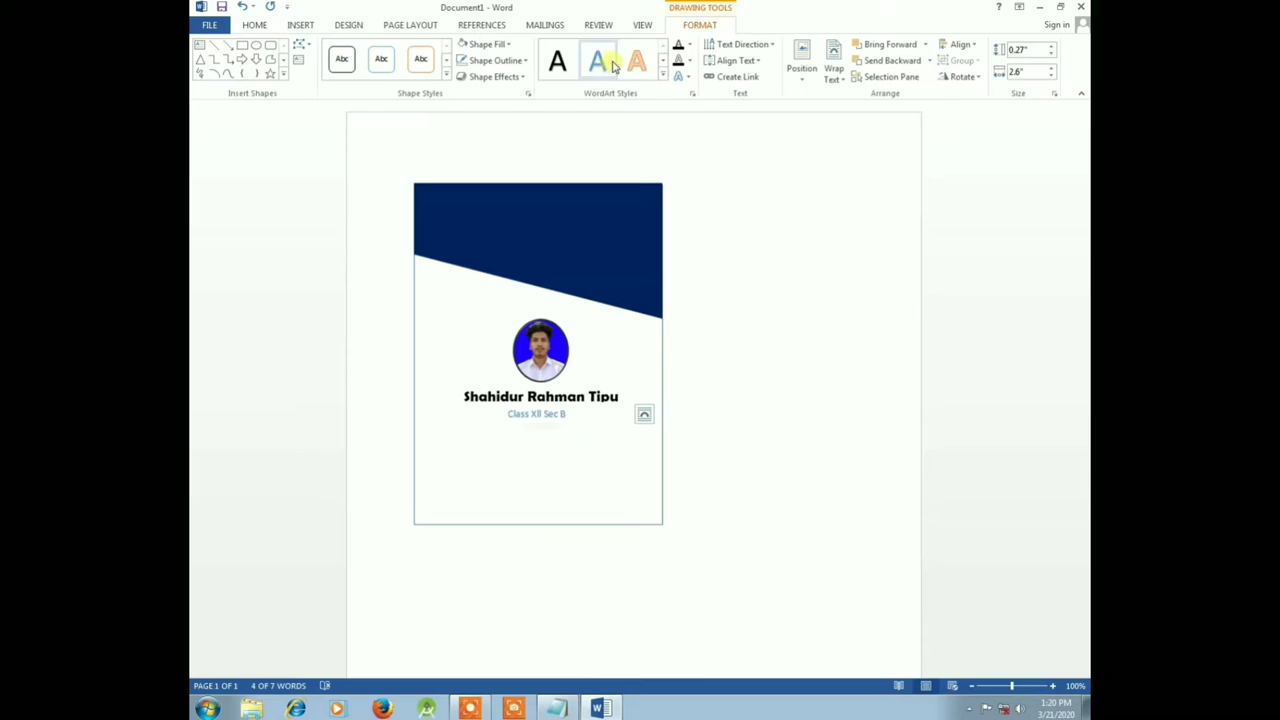 Document1 - Word
DRAWING TOOLS
FILE HOME INSERT DESIGN PAGE LAYOUT REFERENCES MAILINGS REVIEW VIEW FORMAT Sign in
Abc Abc Abc
Shape Fill
Shape Outline
Shape Effects
A A A
Text Direction
Align Text
Create Link
Position
Wrap Text
Bring Forward
Send Backward
Selection Pane
Align
Group
Rotate
0.27"
2.6"
Insert Shapes Shape Styles WordArt Styles Text Arrange Size
Shahidur Rahman Tipu
Class Xll Sec B
PAGE 1 OF 1 4 OF 7 WORDS 100%
1:20 PM
3/21/2020